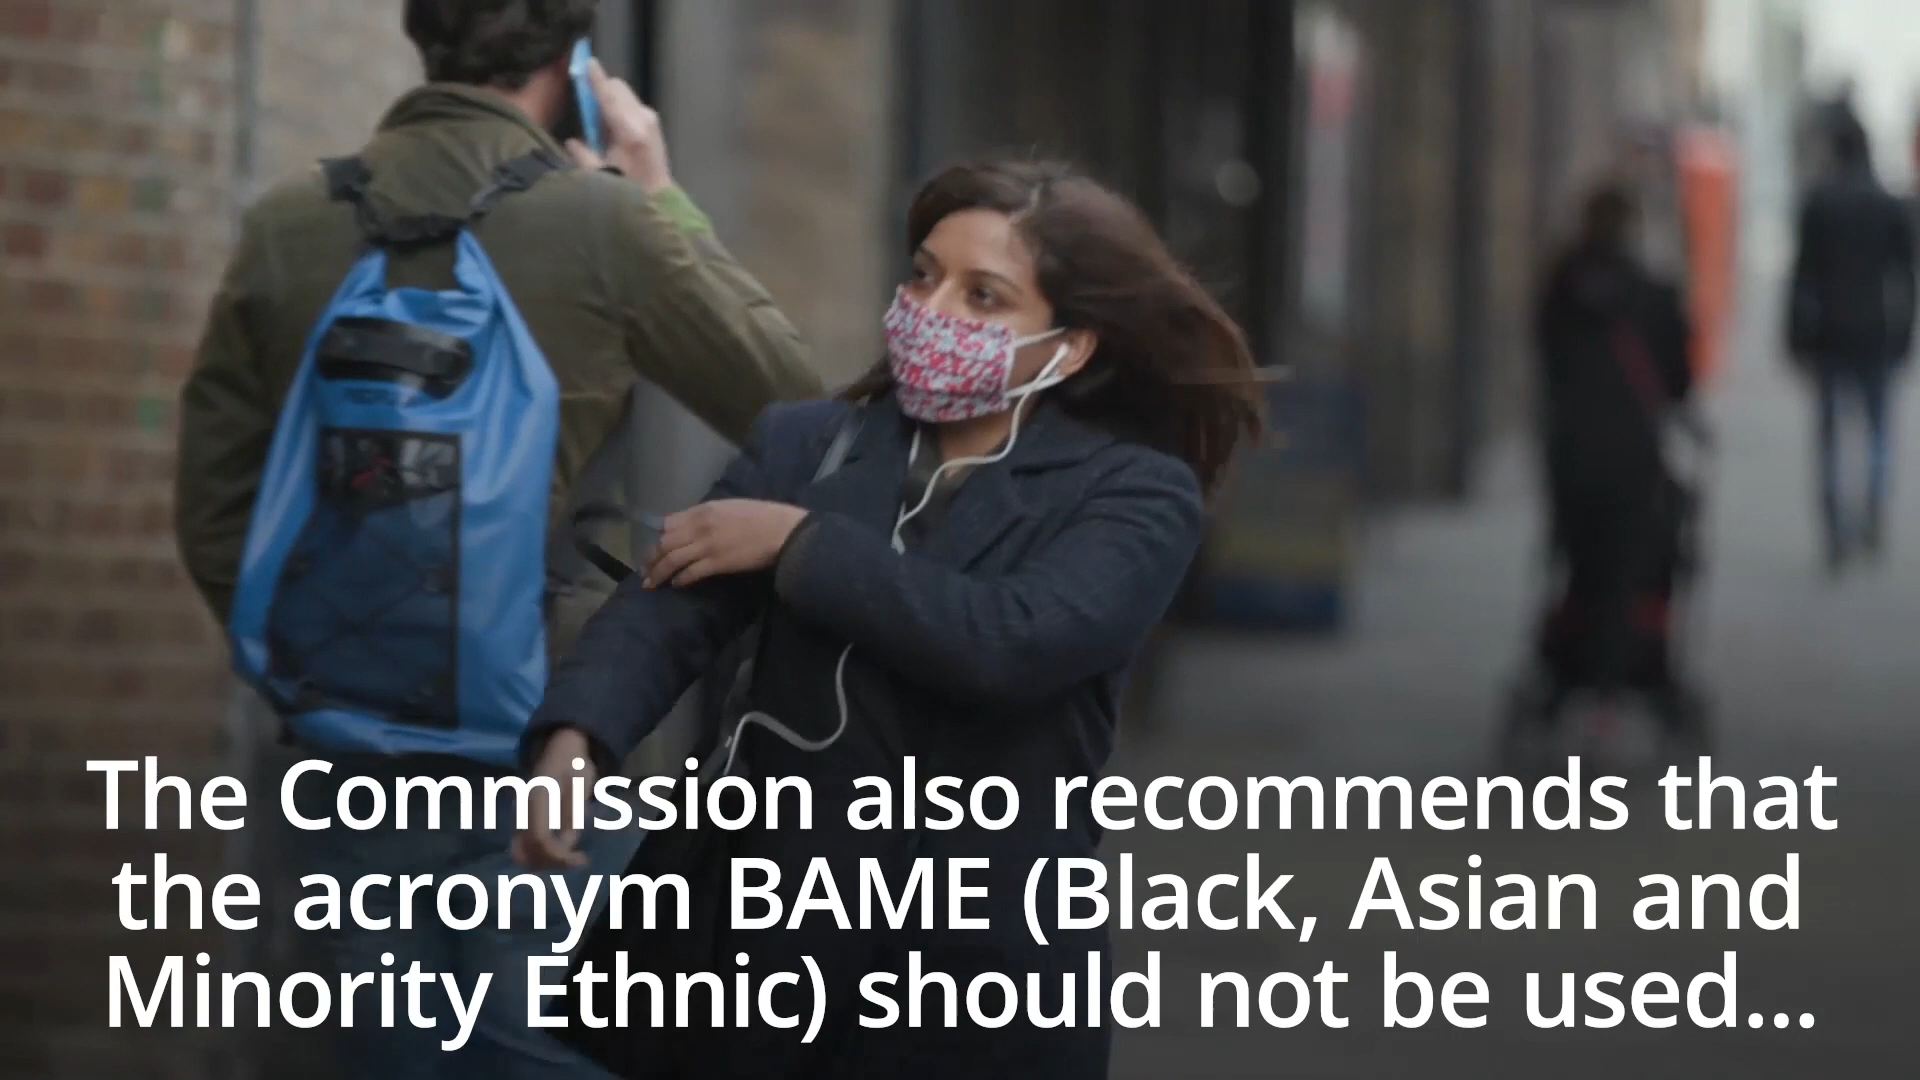 The Commission also recommends that
the acronym BAME (Black, Asian and
Minority Ethnic) should not be used...